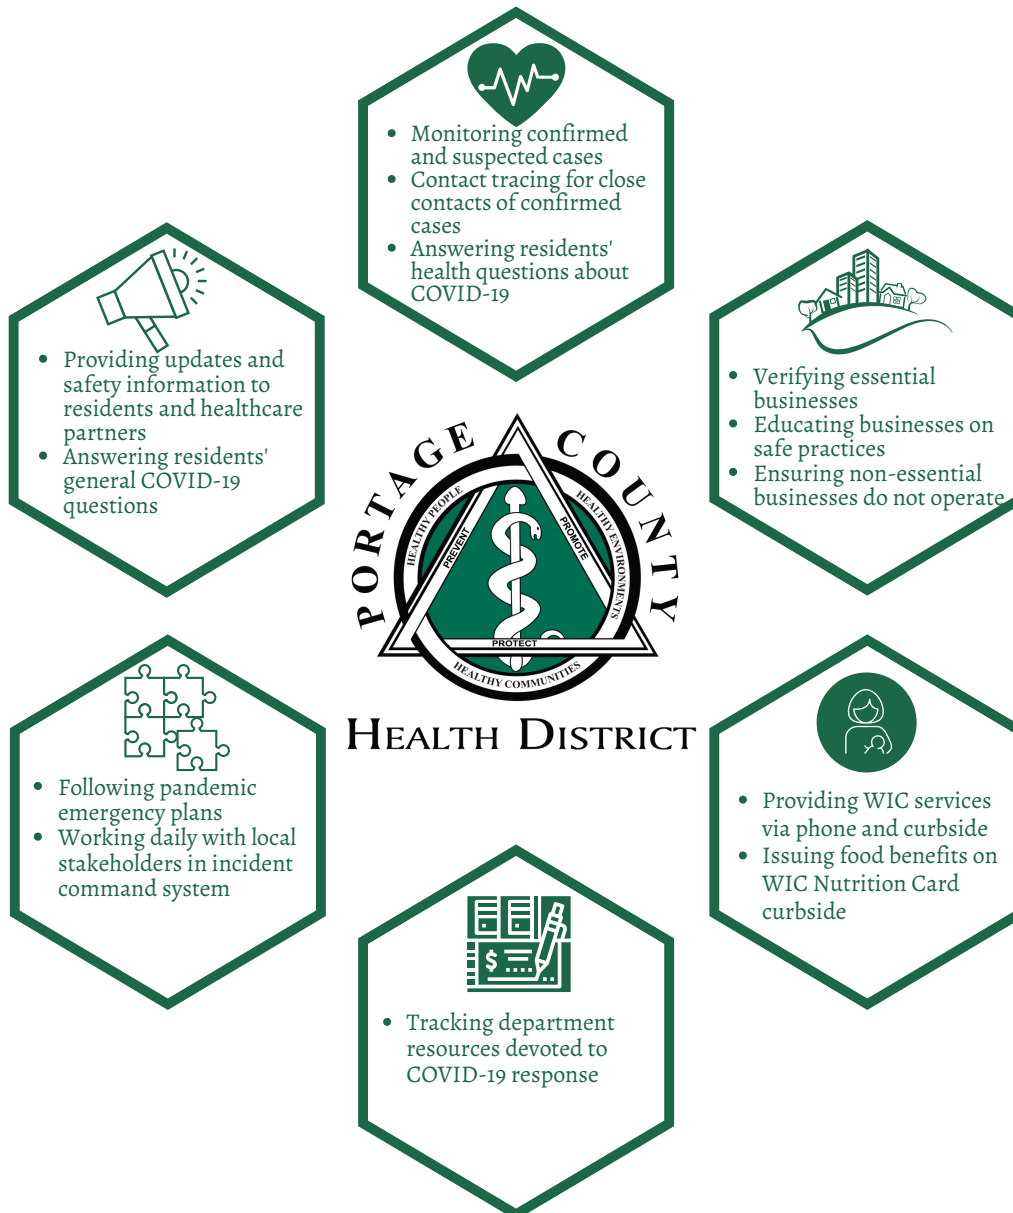 • Monitoring confirmed
and suspected cases
• Contact tracing for close
contacts of confirmed
cases
• Answering residents'
health questions about
COVID-19
• Providing updates and
safety information to
residents and healthcare
partners
• Answering residents'
general COVID-19
questions
• Verifying essential
businesses
• Educating businesses on
safe practices
• Ensuring non-essential
businesses do not operate
PORTAGE COUNTY
HEALTHY PEOPLE
HEALTHY ENVIRONMENTS
PREVENT
PROMOTE
PROTECT
HEALTHY COMMUNITIES
HEALTH DISTRICT
• Following pandemic
emergency plans
• Working daily with local
stakeholders in incident
command system
• Providing WIC services
via phone and curbside
• Issuing food benefits on
WIC Nutrition Card
curbside
$
• Tracking department
resources devoted to
COVID-19 response